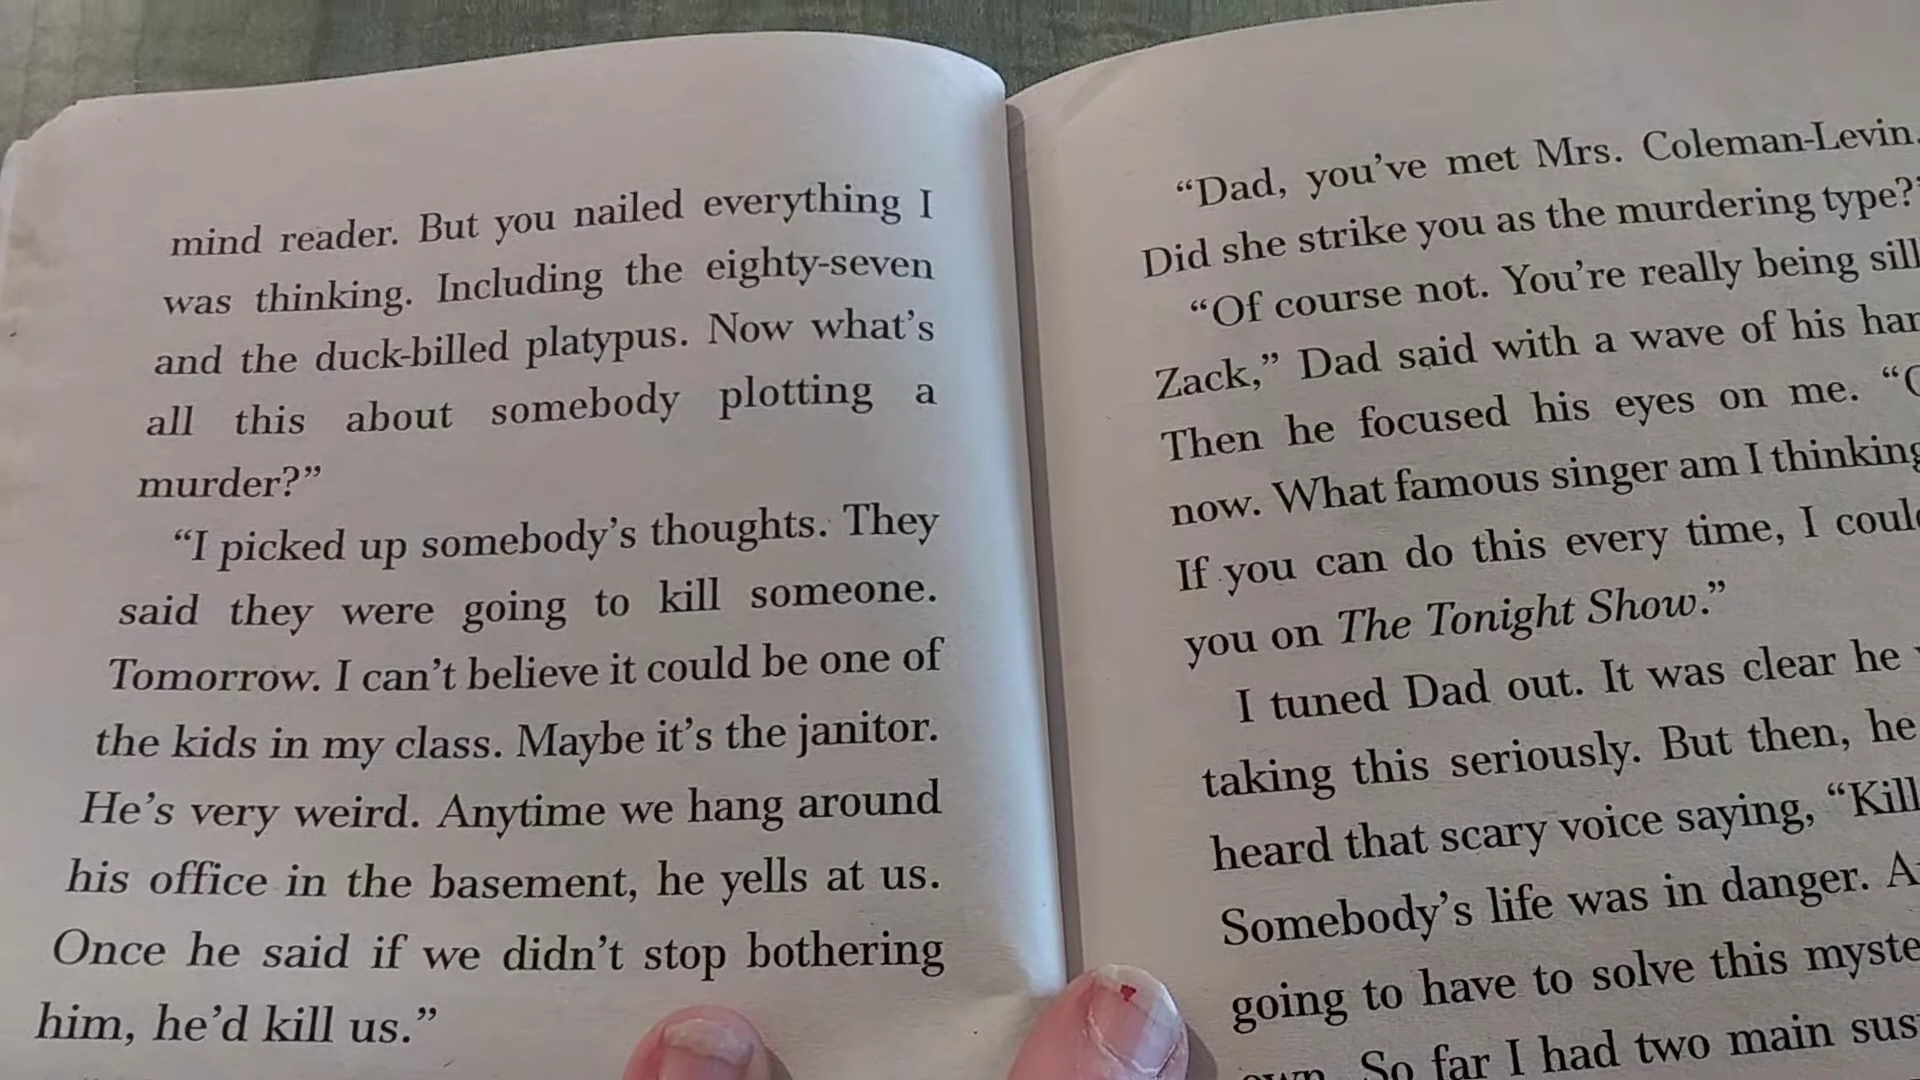 mind reader. But you nailed everything I
was thinking. Including the eighty-seven
and the duck-billed platypus. Now what's
all this about somebody plotting a
murder?”
“I picked up somebody's thoughts. They
said they were going to kill someone.
Tomorrow. I can't believe it could be one of
the kids in my class. Maybe it's the janitor.
He's very weird. Anytime we hang around
his office in the basement, he yells at us.
Once he said if we didn't stop bothering
him, he'd kill us.”
“Dad, you've met Mrs. Coleman-Levin.
Did she strike you as the murdering type?”
“Of course not. You're really being
Zack,” Dad said with a wave of his
Then he focused his eyes on me.
now. What famous singer am I thinking
If you can do this every time, I
you on The Tonight Show.”
I tuned Dad out. It was clear he
taking this seriously. But then, he
heard that scary voice saying, “Kill
Somebody's life was in danger.
going to have to solve this
own. So far I had two main